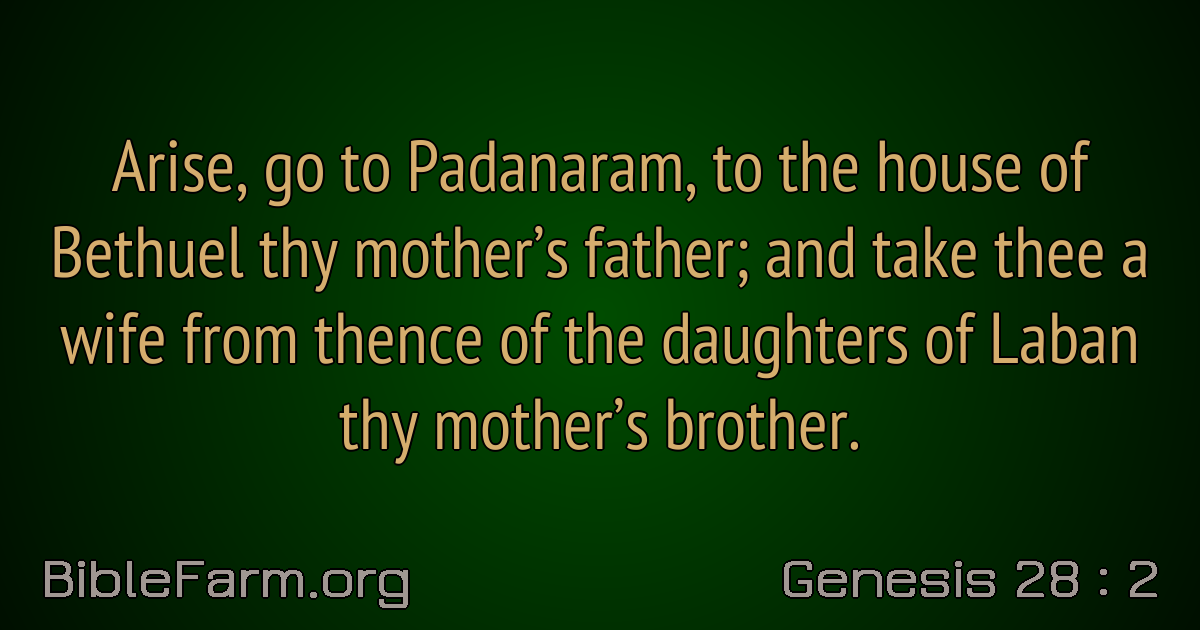 Arise, go to Padanaram, to the house of
Bethuel thy mother’s father; and take thee a
wife from thence of the daughters of Laban
thy mother’s brother.
BibleFarm.org
Genesis 28 : 2